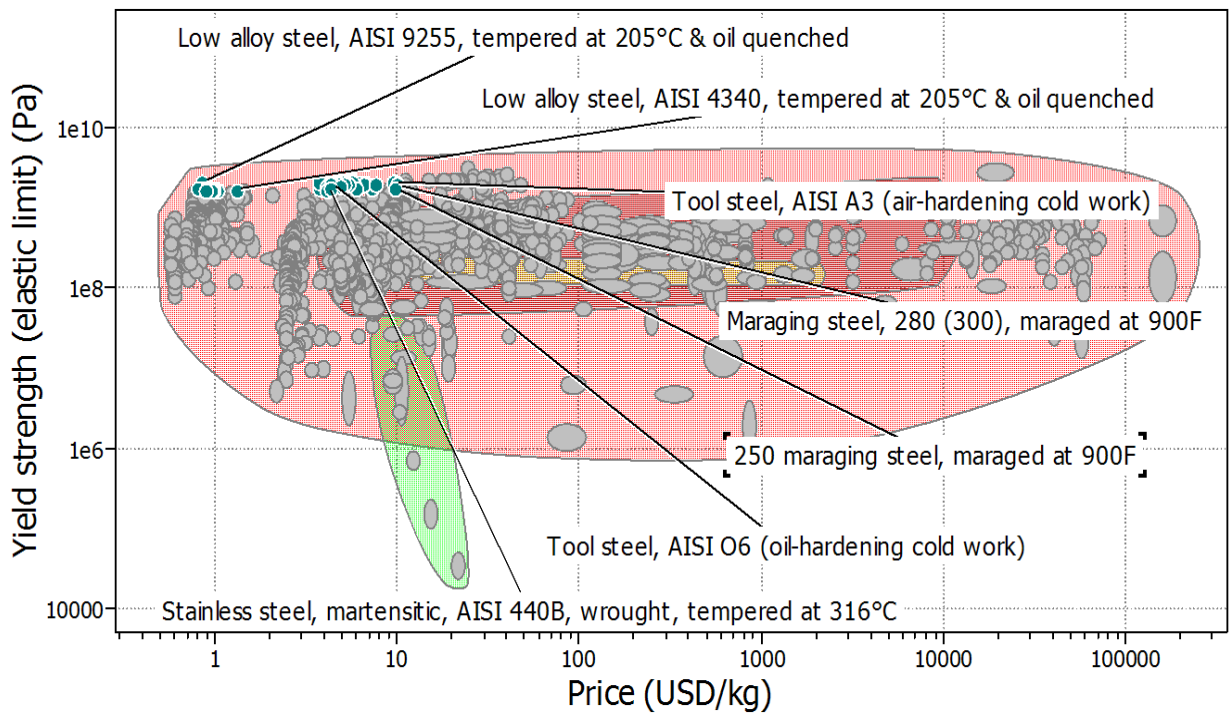 Low alloy steel, AISI 9255, tempered at 205°C & oil quenched
Low alloy steel, AISI 4340, tempered at 205°C & oil quenched
1e10
Tool steel, AISI A3 (air-hardening cold work)
1e8
Maraging steel, 280 (300), maraged at 900F
1e6
250 maraging steel, maraged at 900F
Tool steel, AISI O6 (oil-hardening cold work)
10000
Stainless steel, martensitic, AISI 440B, wrought, tempered at 316°C
Yield strength (elastic limit) (Pa)
1 10 100 1000 10000 100000
Price (USD/kg)